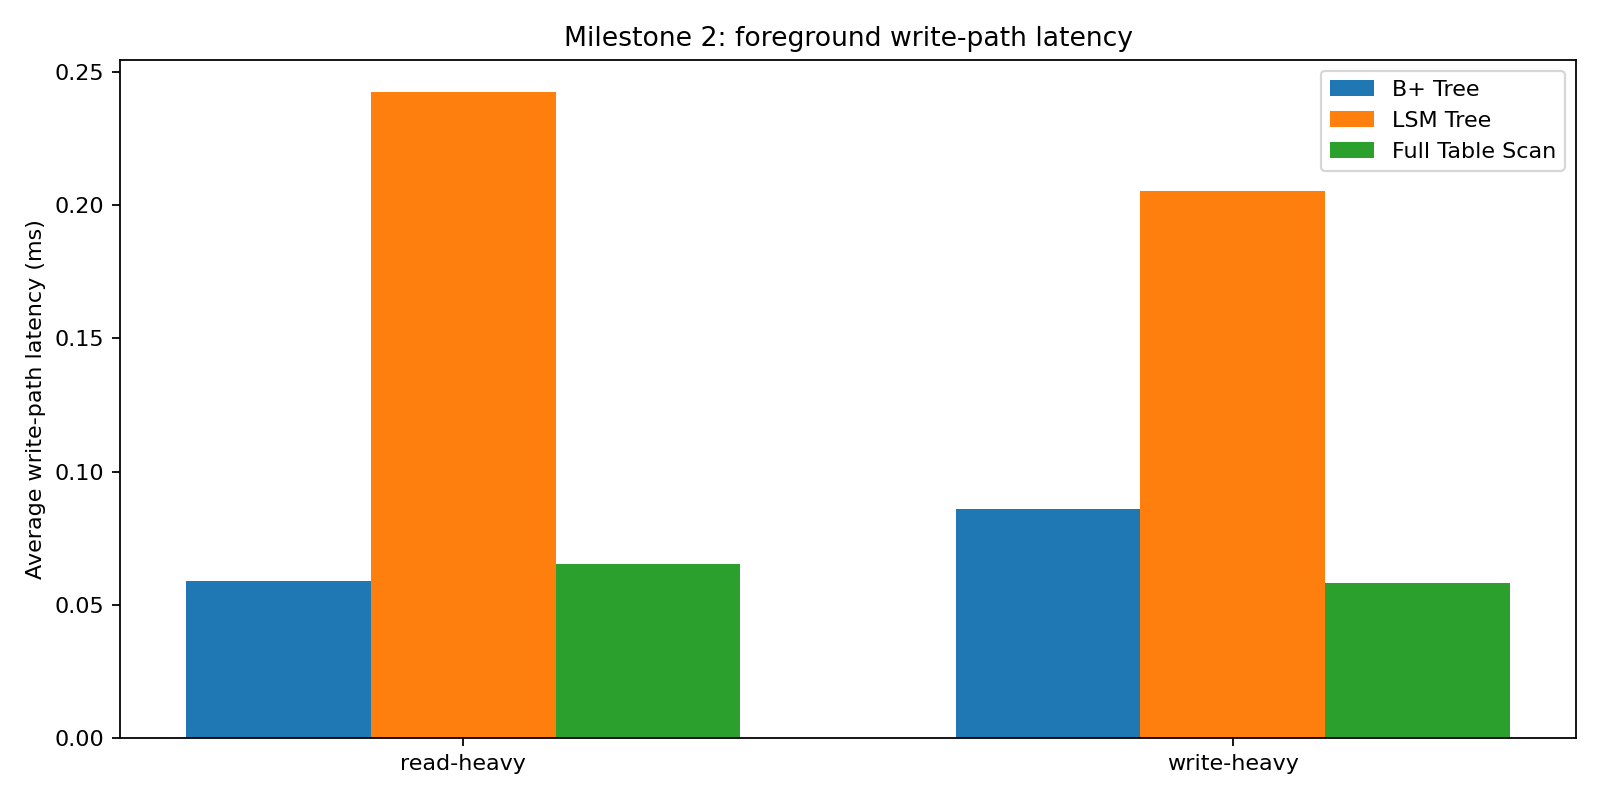 Milestone 2: foreground write-path latency
Average write-path latency (ms)
0.25
0.20
0.15
0.10
0.05
0.00
B+ Tree
LSM Tree
Full Table Scan
read-heavy
write-heavy